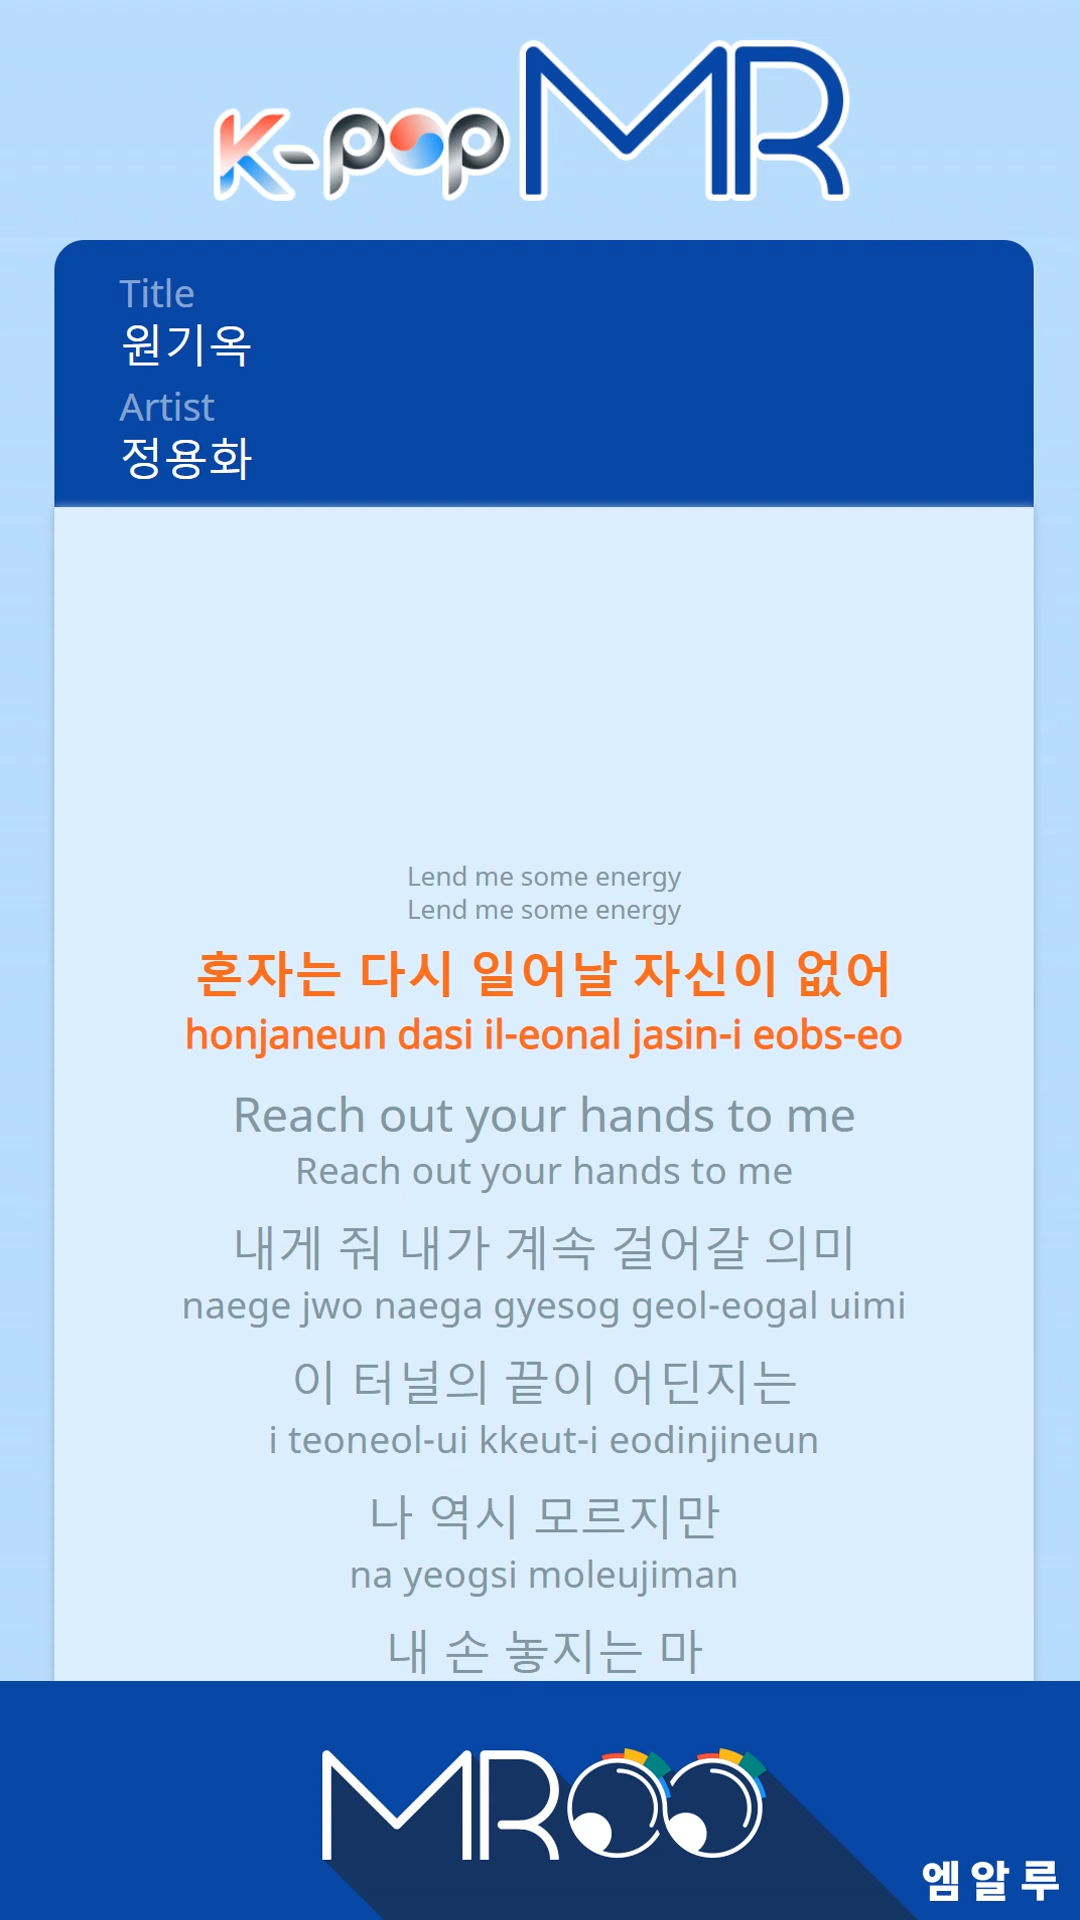 K-pop MR
Title
원기옥
Artist
정용화
Lend me some energy
Lend me some energy
혼자는 다시 일어날 자신이 없어
honjaneun dasi il-eonal jasin-i eobs-eo
Reach out your hands to me
Reach out your hands to me
내게 줘 내가 계속 걸어갈 의미
naege jwo naega gyesog geol-eogal uimi
이 터널의 끝이 어딘지는
i teoneol-ui kkeut-i eodinjineun
나 역시 모르지만
na yeogsi moleujiman
내 손 놓지는 마
MROO
엠알루